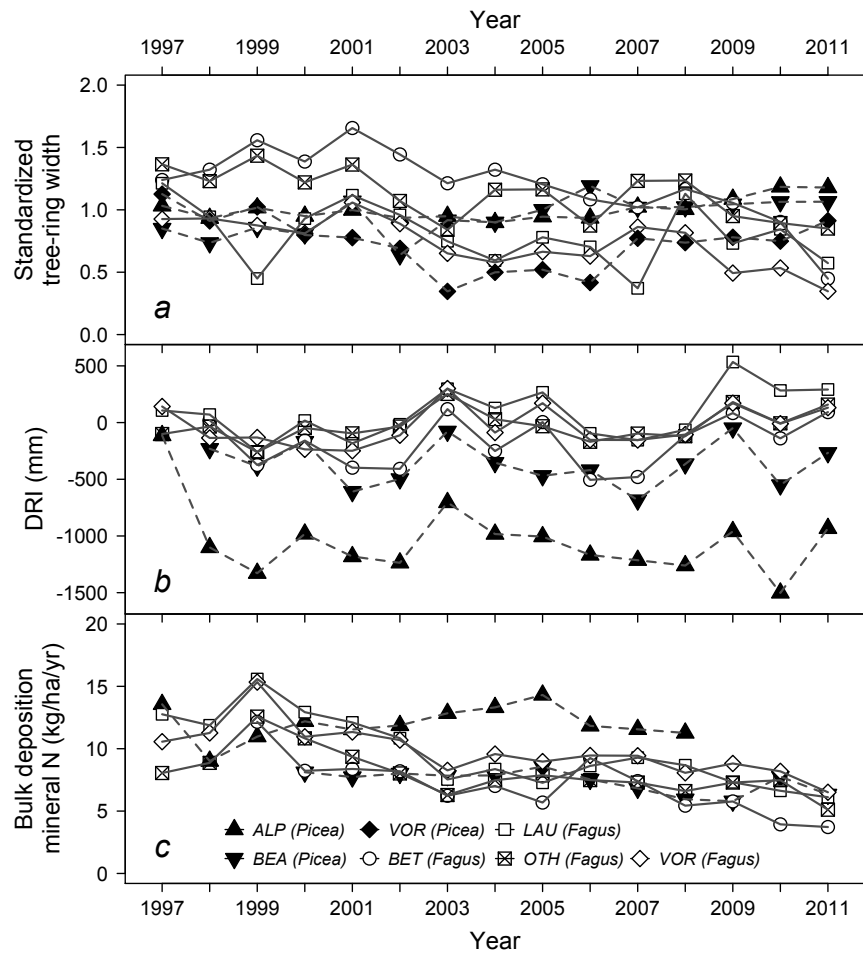 Year
1997 1999 2001 2003 2005 2007 2009 2011
2.0
1.5
1.0
0.5
0.0
Standardized
tree-ring width
a
500
0
-500
-1000
-1500
DRI (mm)
b
20
15
10
5
0
Bulk deposition
mineral N (kg/ha/yr)
ALP (Picea) VOR (Picea) LAU (Fagus)
BEA (Picea) BET (Fagus) OTH (Fagus) VOR (Fagus)
c
1997 1999 2001 2003 2005 2007 2009 2011
Year